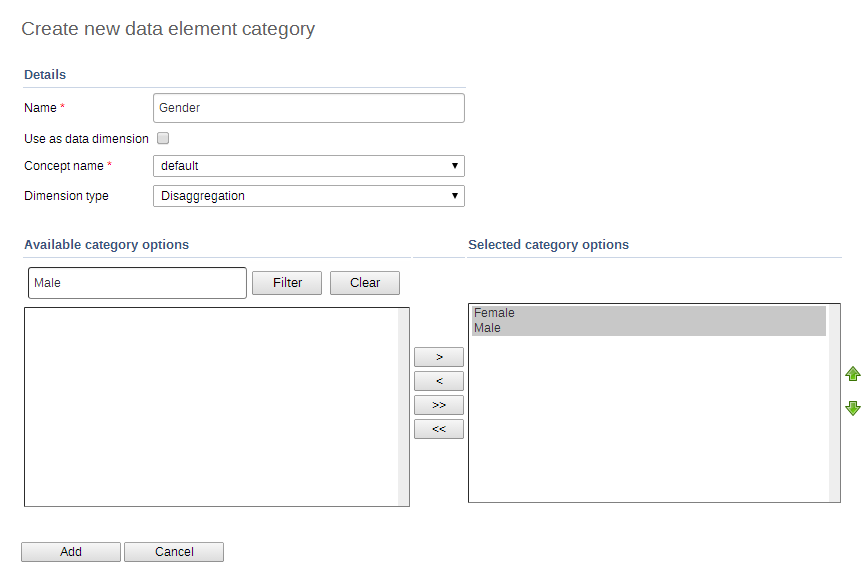 Create new data element category
Details
Name *
Gender
Use as data dimension
Concept name *
default
Dimension type
Disaggregation
Available category options
Selected category options
Male
Filter
Clear
Female
Male
>
<
>>
<<
Add
Cancel